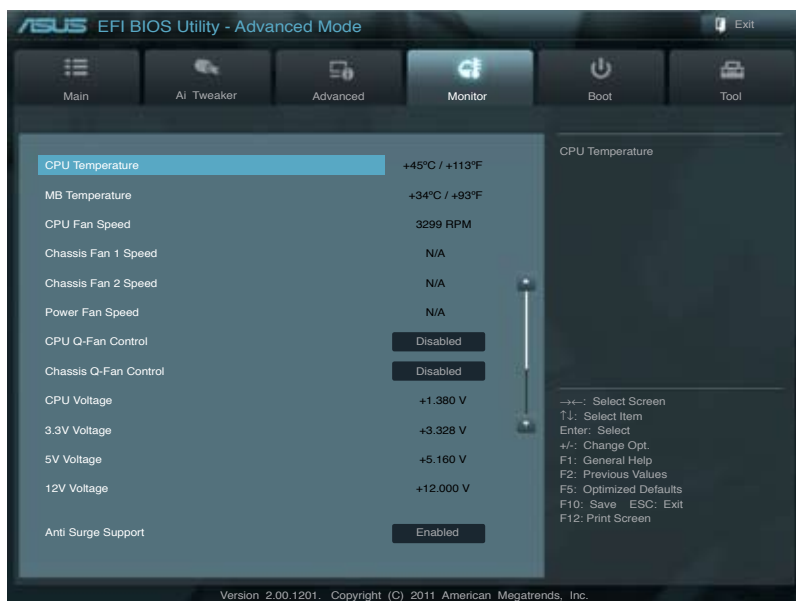 ASUS EFI BIOS Utility - Advanced Mode
Exit
Main
Ai Tweaker
Advanced
Monitor
Boot
Tool
CPU Temperature +45ºC / +113ºF
MB Temperature +34ºC / +93ºF
CPU Fan Speed 3299 RPM
Chassis Fan 1 Speed N/A
Chassis Fan 2 Speed N/A
Power Fan Speed N/A
CPU Q-Fan Control Disabled
Chassis Q-Fan Control Disabled
CPU Voltage +1.380 V
3.3V Voltage +3.328 V
5V Voltage +5.160 V
12V Voltage +12.000 V
Anti Surge Support Enabled
CPU Temperature
→←: Select Screen
↑↓: Select Item
Enter: Select
+/-: Change Opt.
F1: General Help
F2: Previous Values
F5: Optimized Defaults
F10: Save ESC: Exit
F12: Print Screen
Version 2.00.1201. Copyright (C) 2011 American Megatrends, Inc.